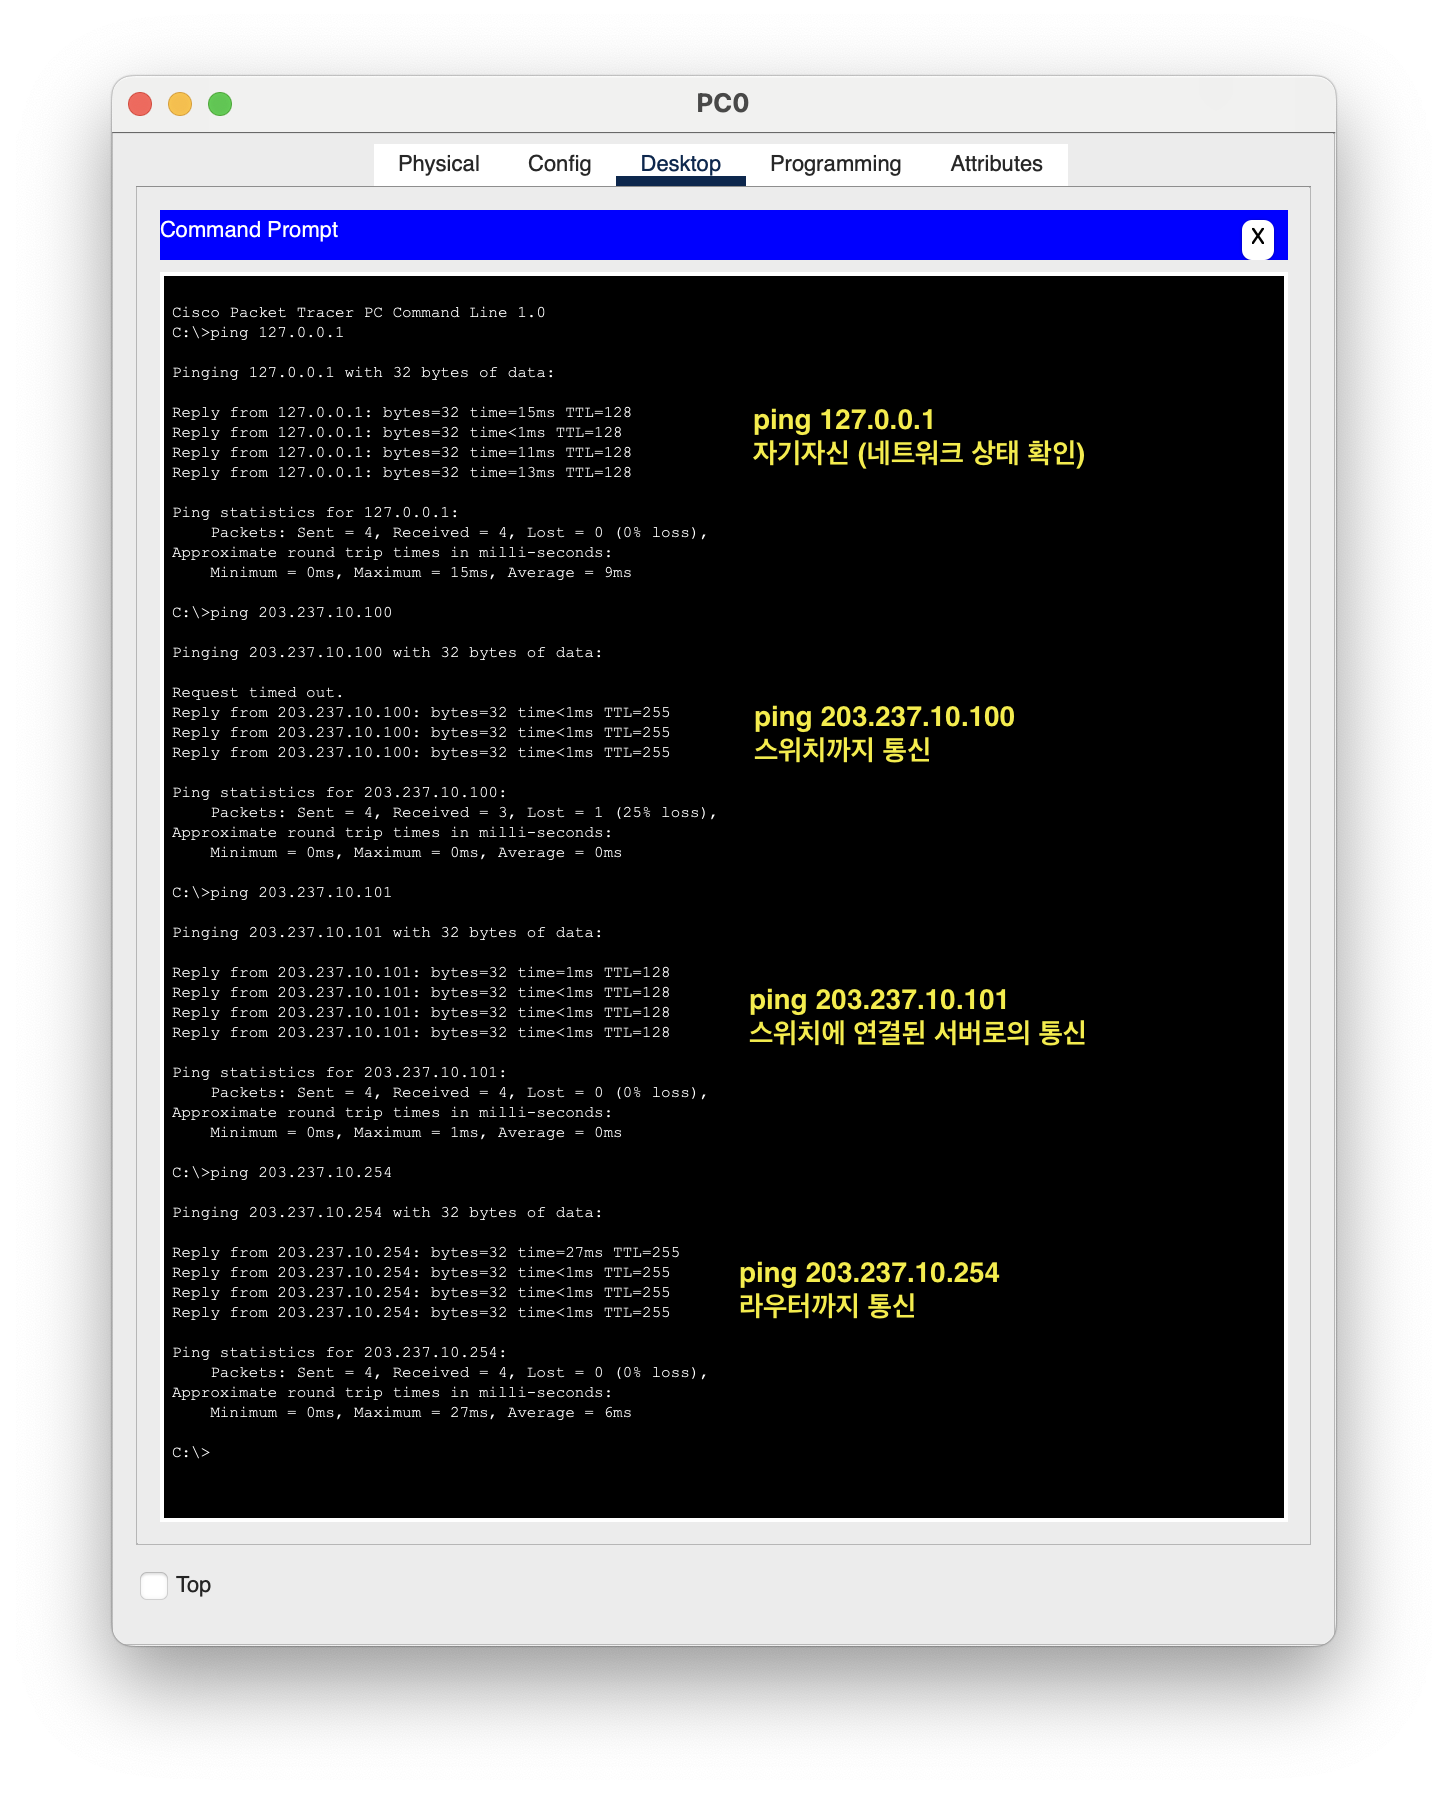 PC0
Physical Config Desktop Programming Attributes
Command Prompt
X
Cisco Packet Tracer PC Command Line 1.0
C:\>ping 127.0.0.1
Pinging 127.0.0.1 with 32 bytes of data:
Reply from 127.0.0.1: bytes=32 time=15ms TTL=128
Reply from 127.0.0.1: bytes=32 time<1ms TTL=128
Reply from 127.0.0.1: bytes=32 time=11ms TTL=128
Reply from 127.0.0.1: bytes=32 time=13ms TTL=128
ping 127.0.0.1
자기자신 (네트워크 상태 확인)
Ping statistics for 127.0.0.1:
Packets: Sent = 4, Received = 4, Lost = 0 (0% loss),
Approximate round trip times in milli-seconds:
Minimum = 0ms, Maximum = 15ms, Average = 9ms
C:\>ping 203.237.10.100
Pinging 203.237.10.100 with 32 bytes of data:
Request timed out.
Reply from 203.237.10.100: bytes=32 time<1ms TTL=255
Reply from 203.237.10.100: bytes=32 time<1ms TTL=255
Reply from 203.237.10.100: bytes=32 time<1ms TTL=255
ping 203.237.10.100
스위치까지 통신
Ping statistics for 203.237.10.100:
Packets: Sent = 4, Received = 3, Lost = 1 (25% loss),
Approximate round trip times in milli-seconds:
Minimum = 0ms, Maximum = 0ms, Average = 0ms
C:\>ping 203.237.10.101
Pinging 203.237.10.101 with 32 bytes of data:
Reply from 203.237.10.101: bytes=32 time=1ms TTL=128
Reply from 203.237.10.101: bytes=32 time<1ms TTL=128
Reply from 203.237.10.101: bytes=32 time<1ms TTL=128
Reply from 203.237.10.101: bytes=32 time<1ms TTL=128
ping 203.237.10.101
스위치에 연결된 서버로의 통신
Ping statistics for 203.237.10.101:
Packets: Sent = 4, Received = 4, Lost = 0 (0% loss),
Approximate round trip times in milli-seconds:
Minimum = 0ms, Maximum = 1ms, Average = 0ms
C:\>ping 203.237.10.254
Pinging 203.237.10.254 with 32 bytes of data:
Reply from 203.237.10.254: bytes=32 time=27ms TTL=255
Reply from 203.237.10.254: bytes=32 time<1ms TTL=255
Reply from 203.237.10.254: bytes=32 time<1ms TTL=255
Reply from 203.237.10.254: bytes=32 time<1ms TTL=255
ping 203.237.10.254
라우터까지 통신
Ping statistics for 203.237.10.254:
Packets: Sent = 4, Received = 4, Lost = 0 (0% loss),
Approximate round trip times in milli-seconds:
Minimum = 0ms, Maximum = 27ms, Average = 6ms
C:\>
Top